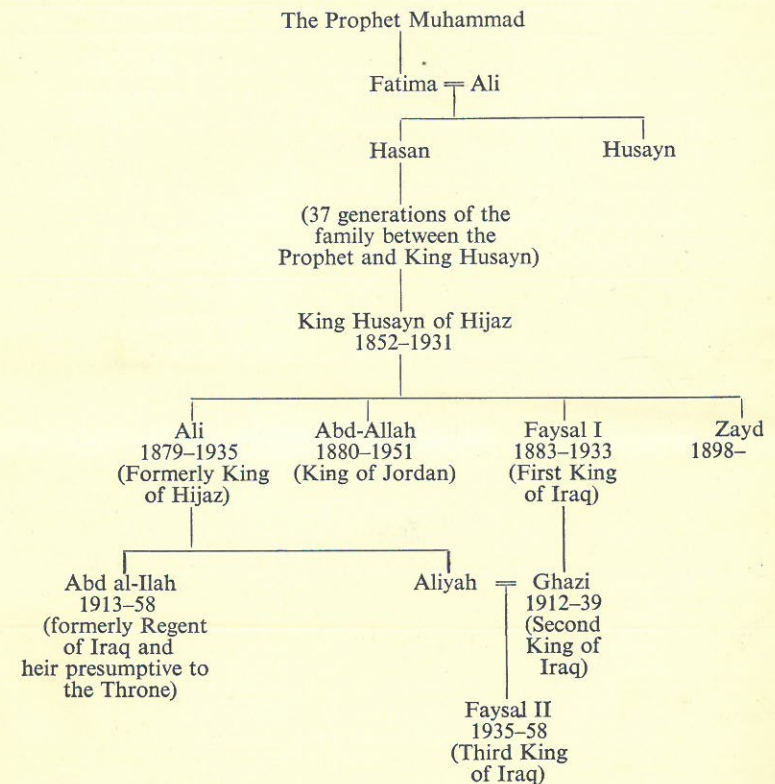 The Prophet Muhammad
Fatima = Ali
Hasan
Husayn
(37 generations of the
family between the
Prophet and King Husayn)
King Husayn of Hijaz
1852–1931
Ali
1879–1935
(Formerly King
of Hijaz)
Abd-Allah
1880–1951
(King of Jordan)
Faysal I
1883–1933
(First King
of Iraq)
Zayd
1898–
Abd al-Ilah
1913–58
(formerly Regent
of Iraq and
heir presumptive to
the Throne)
Aliyah = Ghazi
1912–39
(Second
King of
Iraq)
Faysal II
1935–58
(Third King
of Iraq)